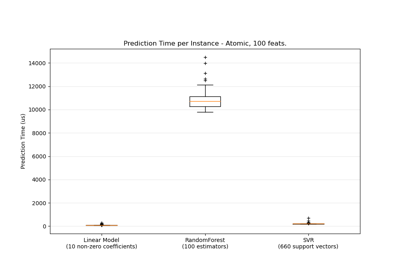 Prediction Time per Instance - Atomic, 100 feats.
14000
12000
10000
8000
6000
4000
2000
0
Prediction Time (us)
Linear Model
(10 non-zero coefficients)
RandomForest
(100 estimators)
SVR
(660 support vectors)